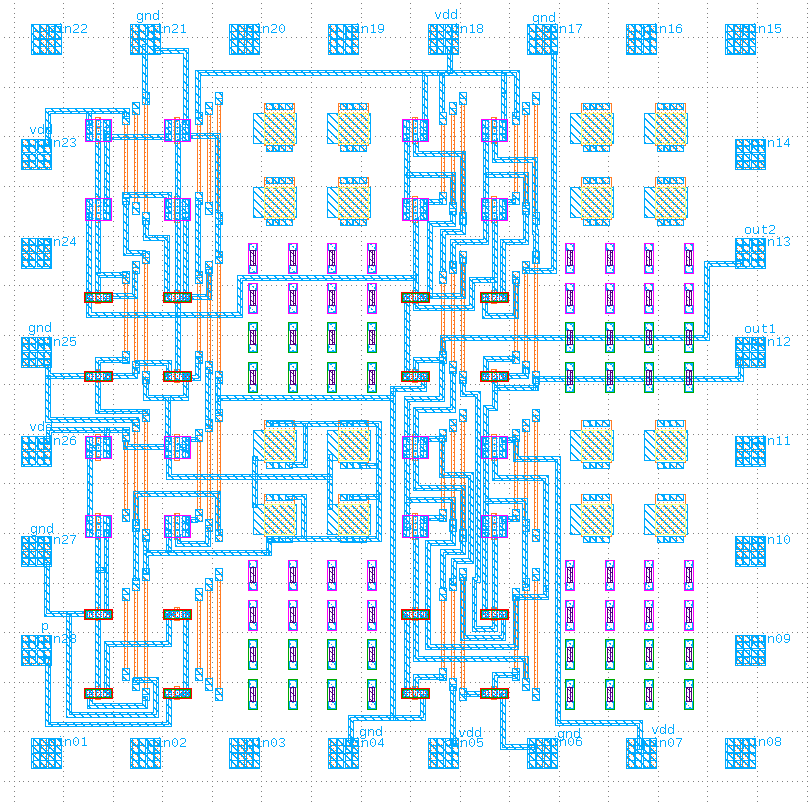 gnd vdd gnd
in22 in21 in20 in19 in18 in17 in16 in15
vdd
in23 in14
out2
in24 in13
gnd out1
in25 in12
vdd
in26 in11
gnd
in27 in10
p
in28 in09
gnd vdd gnd vdd
in01 in02 in03 in04 in05 in06 in07 in08